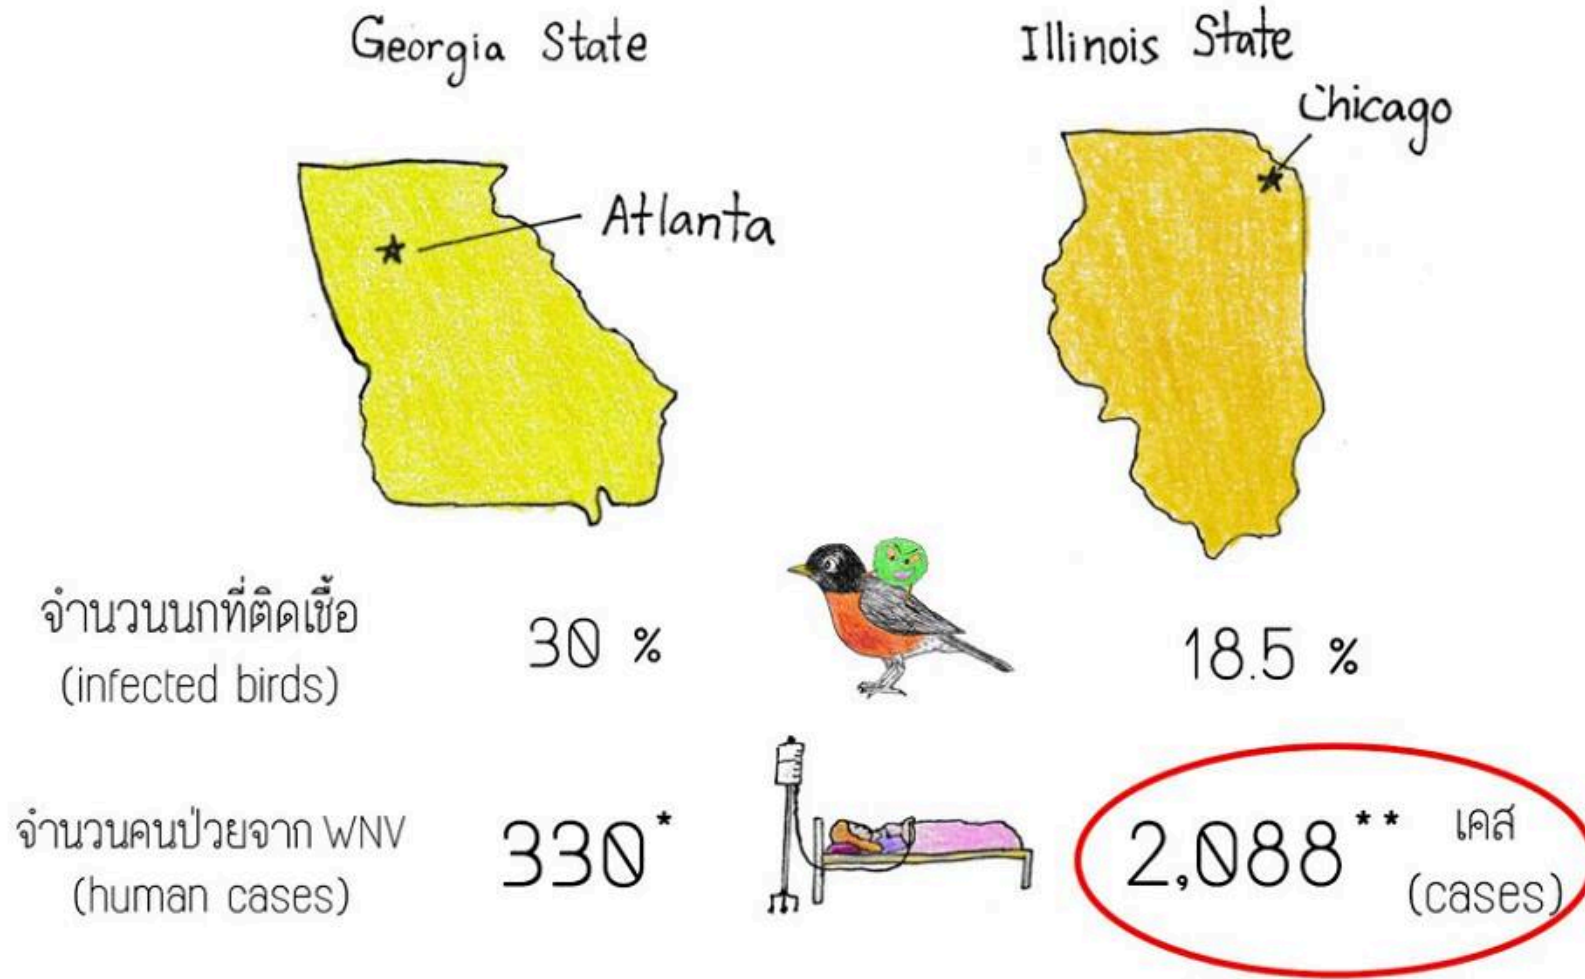 Georgia State
Illinois State
Chicago
Atlanta
จำนวนนกที่ติดเชื้อ
(infected birds)
30 %
18.5 %
จำนวนคนป่วยจาก WNV
(human cases)
330*
2,088** เคส
(cases)